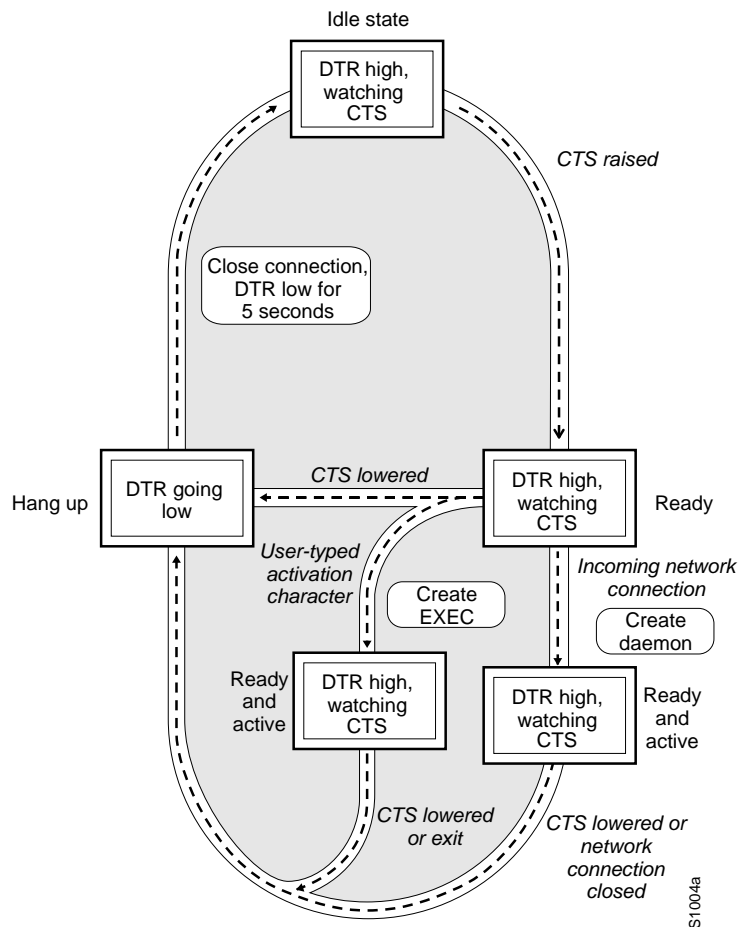 Idle state
DTR high,
watching
CTS
CTS raised
Close connection,
DTR low for
5 seconds
Hang up
DTR going
low
CTS lowered
DTR high,
watching
CTS
Ready
User-typed
activation
character
Create
EXEC
Incoming network
connection
Create
daemon
Ready
and
active
DTR high,
watching
CTS
DTR high,
watching
CTS
Ready
and
active
CTS lowered
or exit
CTS lowered or
network
connection
closed
S1004a